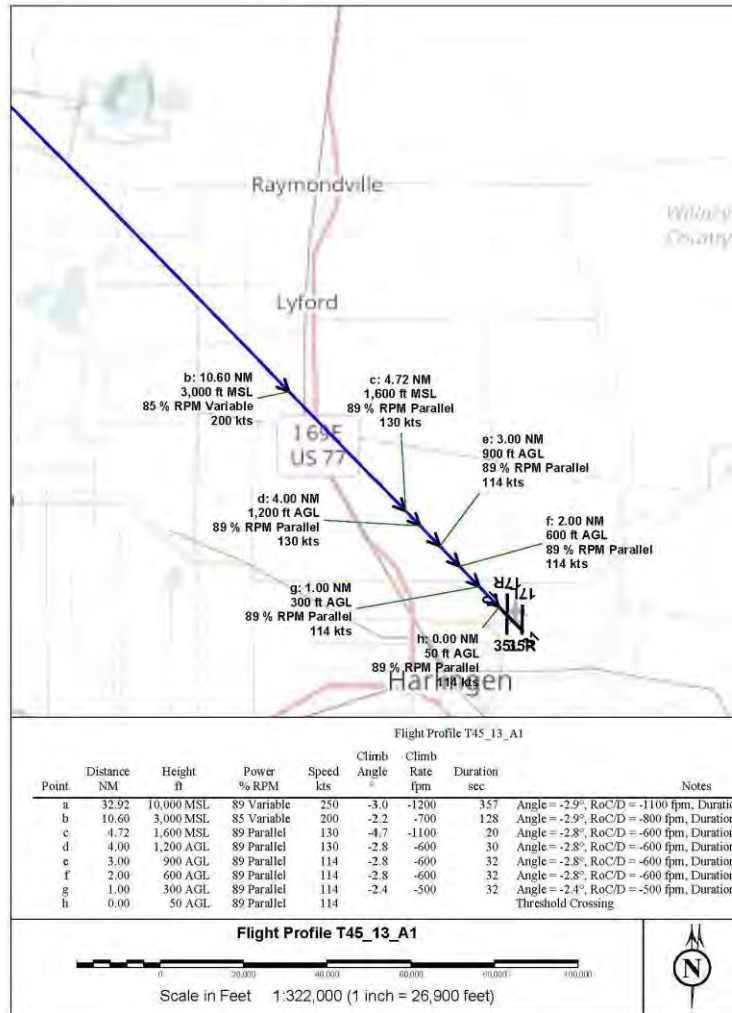 Raymondville
Willacy
County
Lyford
b: 10.60 NM
3,000 ft MSL
85 % RPM Variable
200 kts
c: 4.72 NM
1,600 ft MSL
89 % RPM Parallel
130 kts
I 69E
US 77
e: 3.00 NM
900 ft AGL
89 % RPM Parallel
114 kts
d: 4.00 NM
1,200 ft AGL
89 % RPM Parallel
130 kts
f: 2.00 NM
600 ft AGL
89 % RPM Parallel
114 kts
g: 1.00 NM
300 ft AGL
89 % RPM Parallel
114 kts
17R
17L
35L
35R
h: 0.00 NM
50 ft AGL
89 % RPM Parallel
114 kts
Harlingen
Flight Profile T45_13_A1
Climb Climb
Distance Height Power Speed Angle Rate Duration
Point NM ft % RPM kts ° fpm sec Notes
a 32.92 10,000 MSL 89 Variable 250 -3.0 -1200 357 Angle = -2.9°, RoC/D = -1100 fpm, Duration
b 10.60 3,000 MSL 85 Variable 200 -2.2 -700 128 Angle = -2.9°, RoC/D = -800 fpm, Duration
c 4.72 1,600 MSL 89 Parallel 130 -4.7 -1100 20 Angle = -2.8°, RoC/D = -600 fpm, Duration
d 4.00 1,200 AGL 89 Parallel 130 -2.8 -600 30 Angle = -2.8°, RoC/D = -600 fpm, Duration
e 3.00 900 AGL 89 Parallel 114 -2.8 -600 32 Angle = -2.8°, RoC/D = -600 fpm, Duration
f 2.00 600 AGL 89 Parallel 114 -2.8 -600 32 Angle = -2.8°, RoC/D = -600 fpm, Duration
g 1.00 300 AGL 89 Parallel 114 -2.4 -500 32 Angle = -2.4°, RoC/D = -500 fpm, Duration
h 0.00 50 AGL 89 Parallel 114 Threshold Crossing
Flight Profile T45_13_A1
0 20,000 40,000 60,000 80,000 100,000
Scale in Feet 1:322,000 (1 inch = 26,900 feet)
N